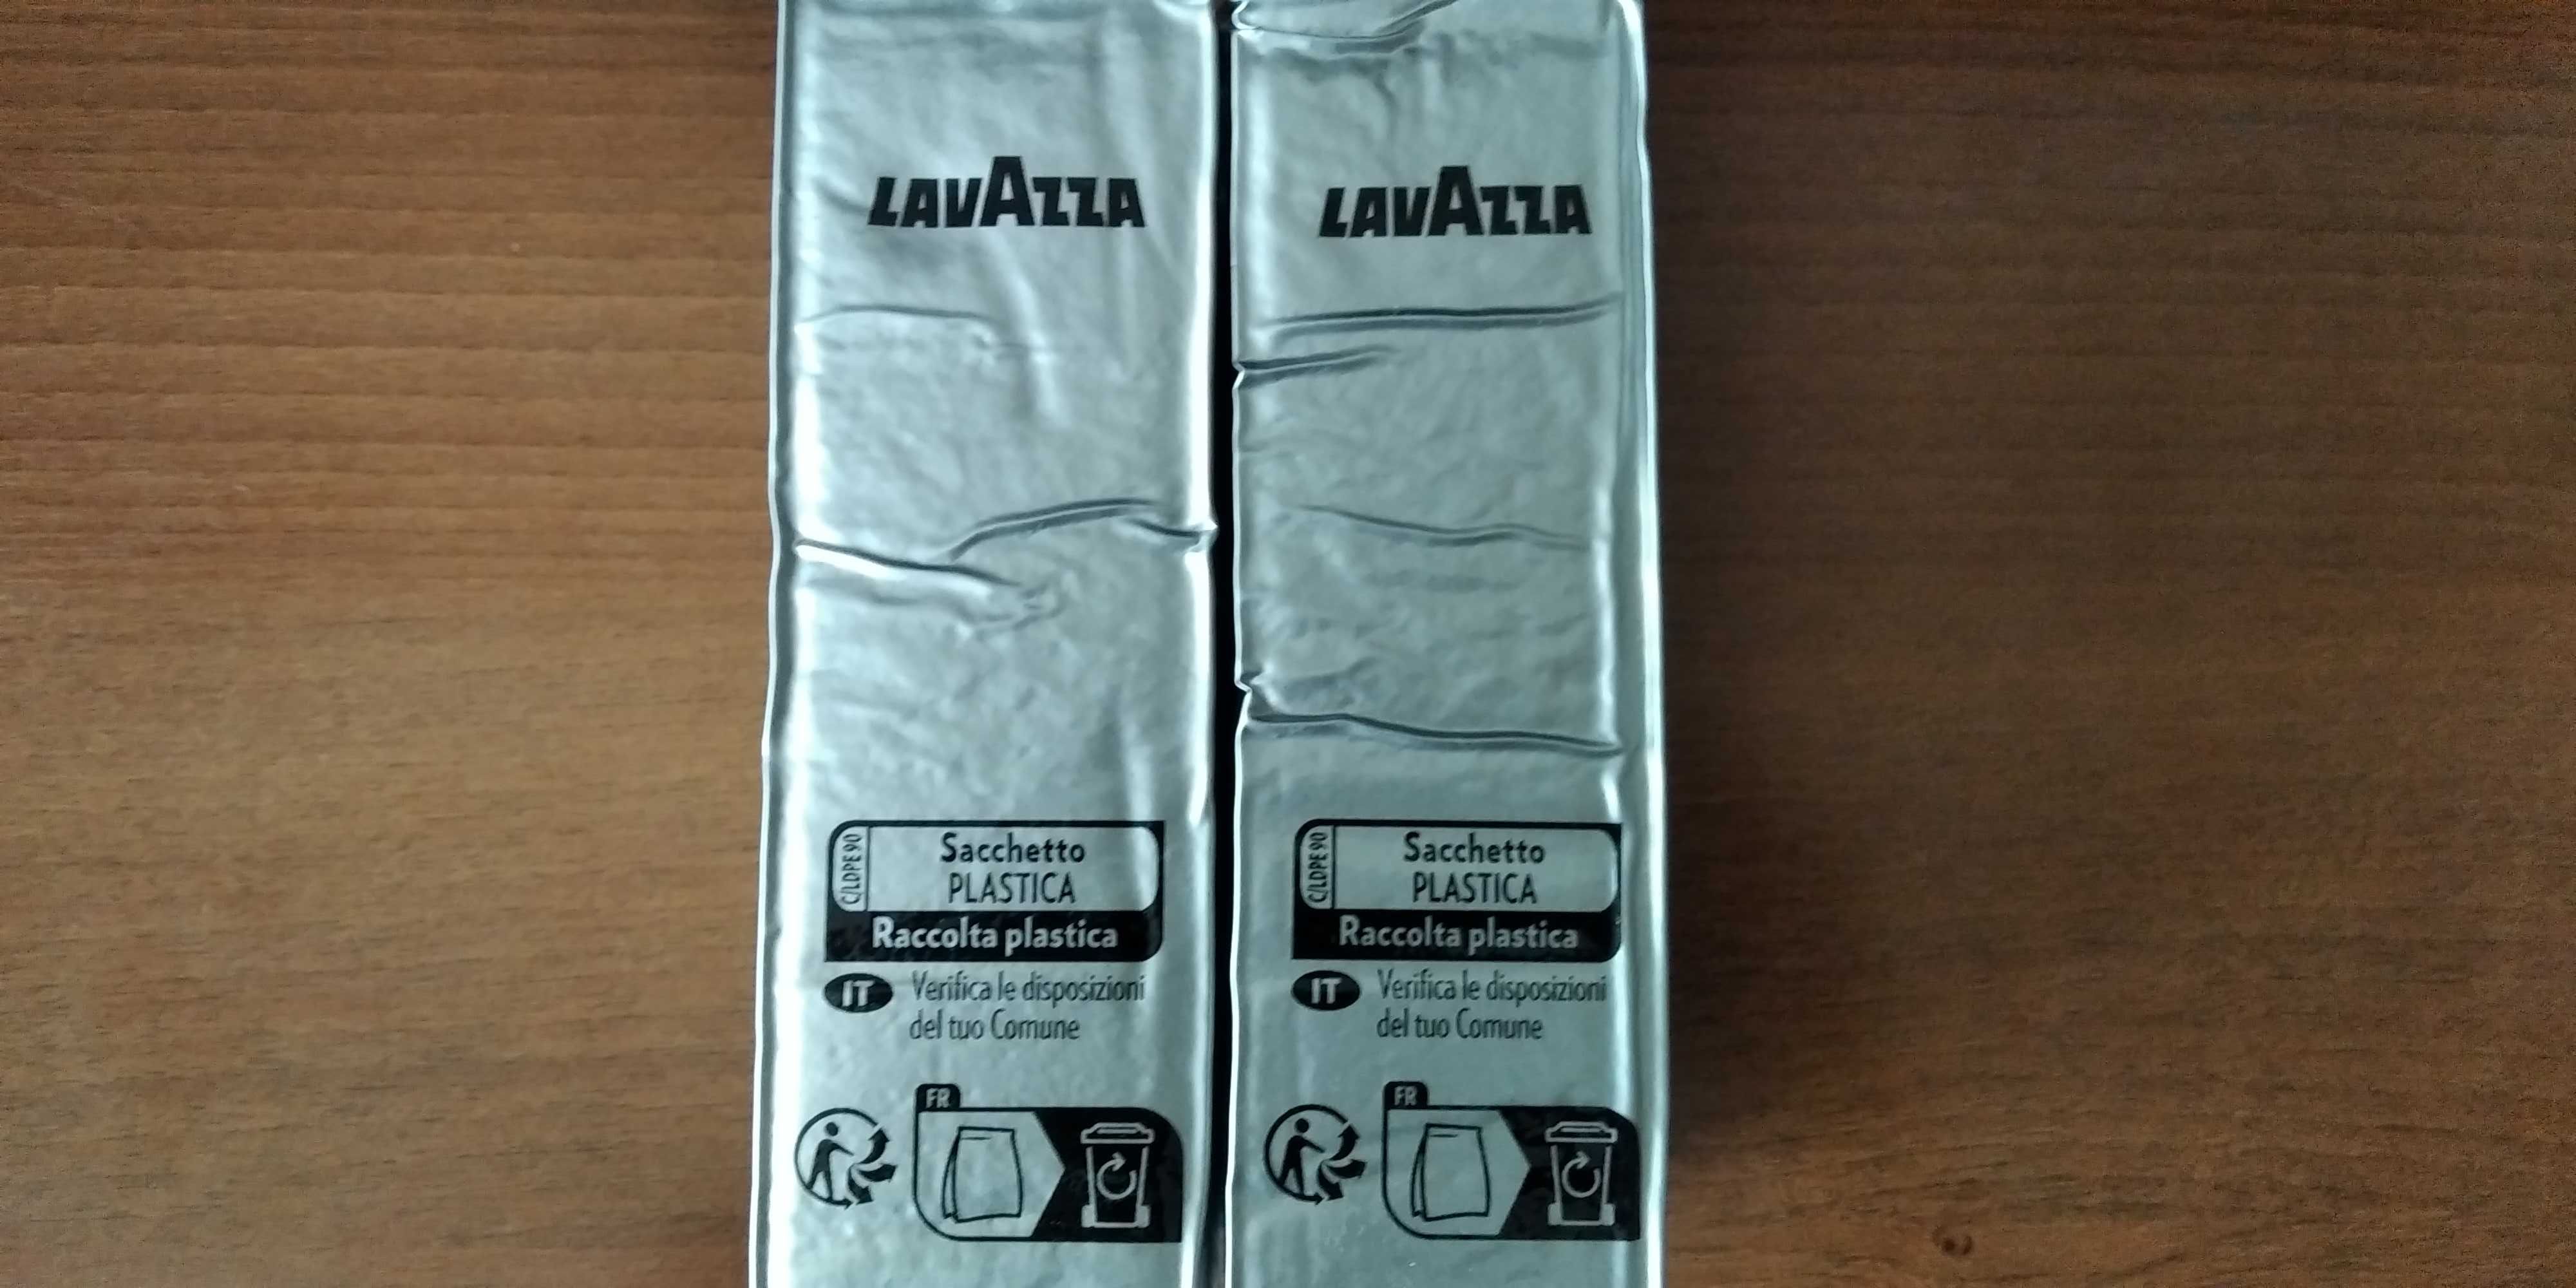 LAVAZZA
C/LDPE 90
Sacchetto
PLASTICA
Raccolta plastica
IT
Verifica le disposizioni
del tuo Comune
FR
LAVAZZA
C/LDPE 90
Sacchetto
PLASTICA
Raccolta plastica
IT
Verifica le disposizioni
del tuo Comune
FR